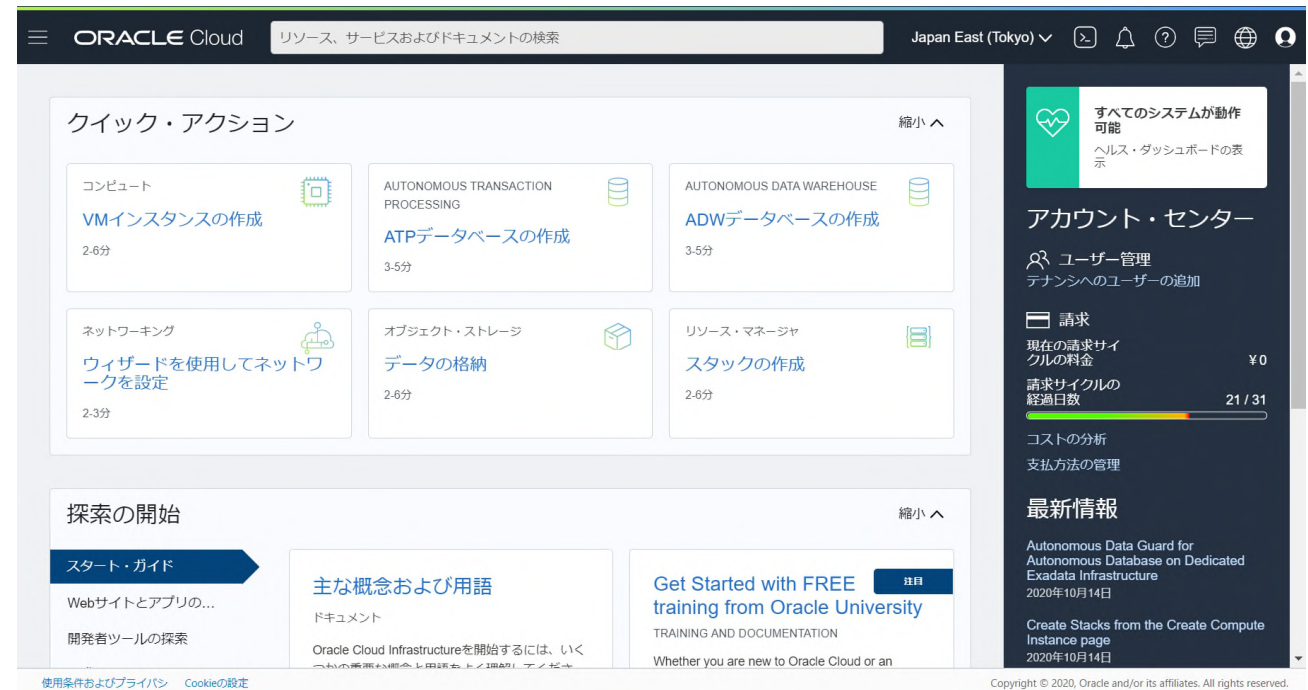 ORACLE Cloud
リソース、サービスおよびドキュメントの検索
Japan East (Tokyo)
クイック・アクション
縮小
コンピュート
VMインスタンスの作成
2-6分
AUTONOMOUS TRANSACTION
PROCESSING
ATPデータベースの作成
3-5分
AUTONOMOUS DATA WAREHOUSE
ADWデータベースの作成
3-5分
ネットワーキング
ウィザードを使用してネットワ
ークを設定
2-3分
オブジェクト・ストレージ
データの格納
2-6分
リソース・マネージャ
スタックの作成
2-6分
探索の開始
縮小
スタート・ガイド
Webサイトとアプリの...
開発者ツールの探索
主な概念および用語
ドキュメント
Oracle Cloud Infrastructureを開始するには、いく
Get Started with FREE
training from Oracle University
注目
TRAINING AND DOCUMENTATION
Whether you are new to Oracle Cloud or an
すべてのシステムが動作
可能
ヘルス・ダッシュボードの表
示
アカウント・センター
ユーザー管理
テナンシへのユーザーの追加
請求
現在の請求サイ
クルの料金
¥0
請求サイクルの
経過日数
21 / 31
コストの分析
支払方法の管理
最新情報
Autonomous Data Guard for
Autonomous Database on Dedicated
Exadata Infrastructure
2020年10月14日
Create Stacks from the Create Compute
Instance page
2020年10月14日
使用条件およびプライバシ
Cookieの設定
Copyright © 2020, Oracle and/or its affiliates. All rights reserved.